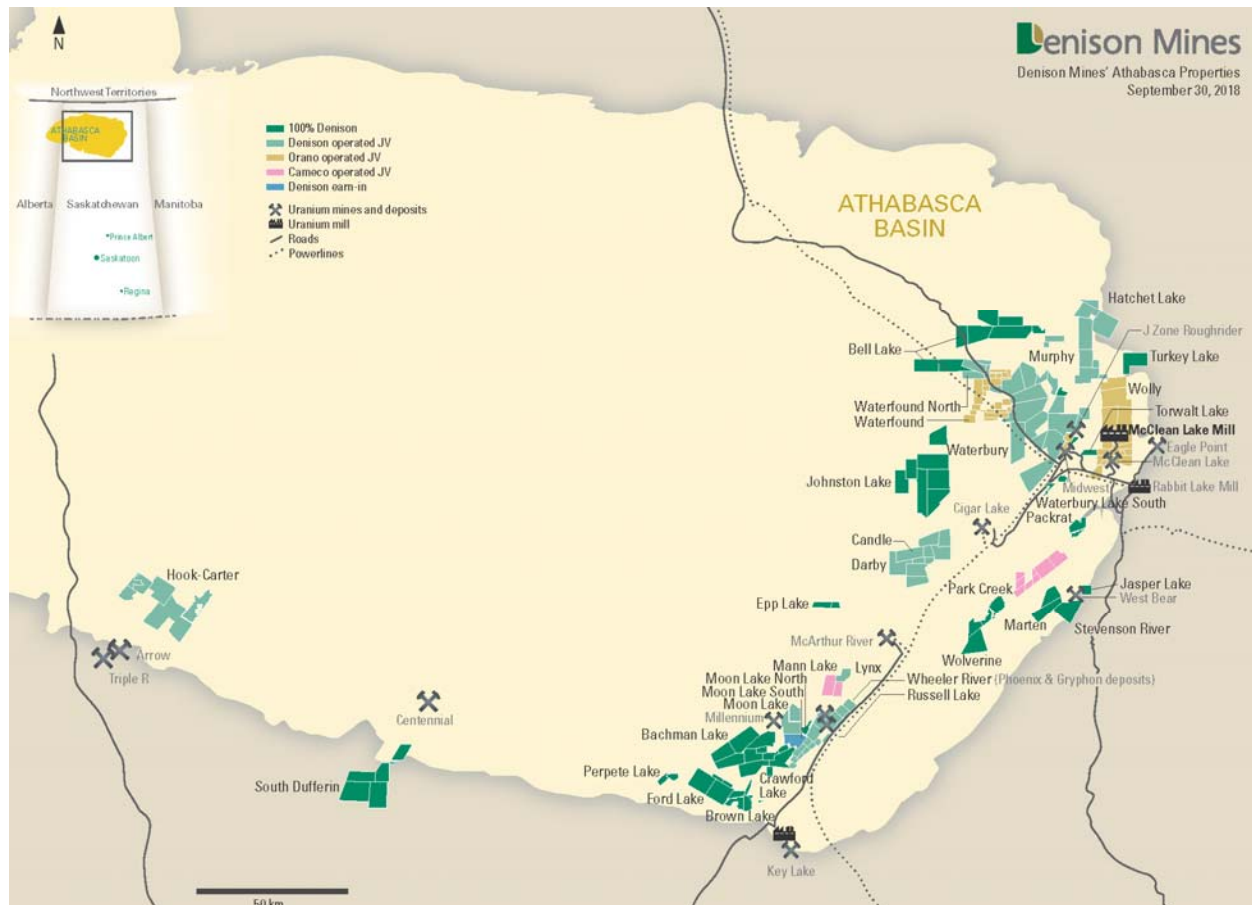 N
Denison Mines
Denison Mines' Athabasca Properties
September 30, 2018
Northwest Territories
ATHABASCA
BASIN
Alberta
Saskatchewan
Manitoba
Prince Albert
Saskatoon
Regina
100% Denison
Denison operated JV
Orano operated JV
Cameco operated JV
Denison earn-in
Uranium mines and deposits
Uranium mill
Roads
Powerlines
ATHABASCA
BASIN
Hatchet Lake
J Zone Roughrider
Bell Lake
Murphy
Turkey Lake
Wolly
Waterfound North
Waterfound
Torwalt Lake
McClean Lake Mill
Eagle Point
McClean Lake
Waterbury
Johnston Lake
Midwest
Rabbit Lake Mill
Waterbury Lake South
Cigar Lake
Packrat
Candle
Darby
Hook-Carter
Park Creek
Jasper Lake
West Bear
Epp Lake
Marten
Stevenson River
McArthur River
Wolverine
Arrow
Triple R
Mann Lake
Lynx
Moon Lake North
Wheeler River (Phoenix & Gryphon deposits)
Moon Lake South
Russell Lake
Moon Lake
Centennial
Millennium
Bachman Lake
Perpete Lake
Crawford
Lake
South Dufferin
Ford Lake
Brown Lake
Key Lake
50 km